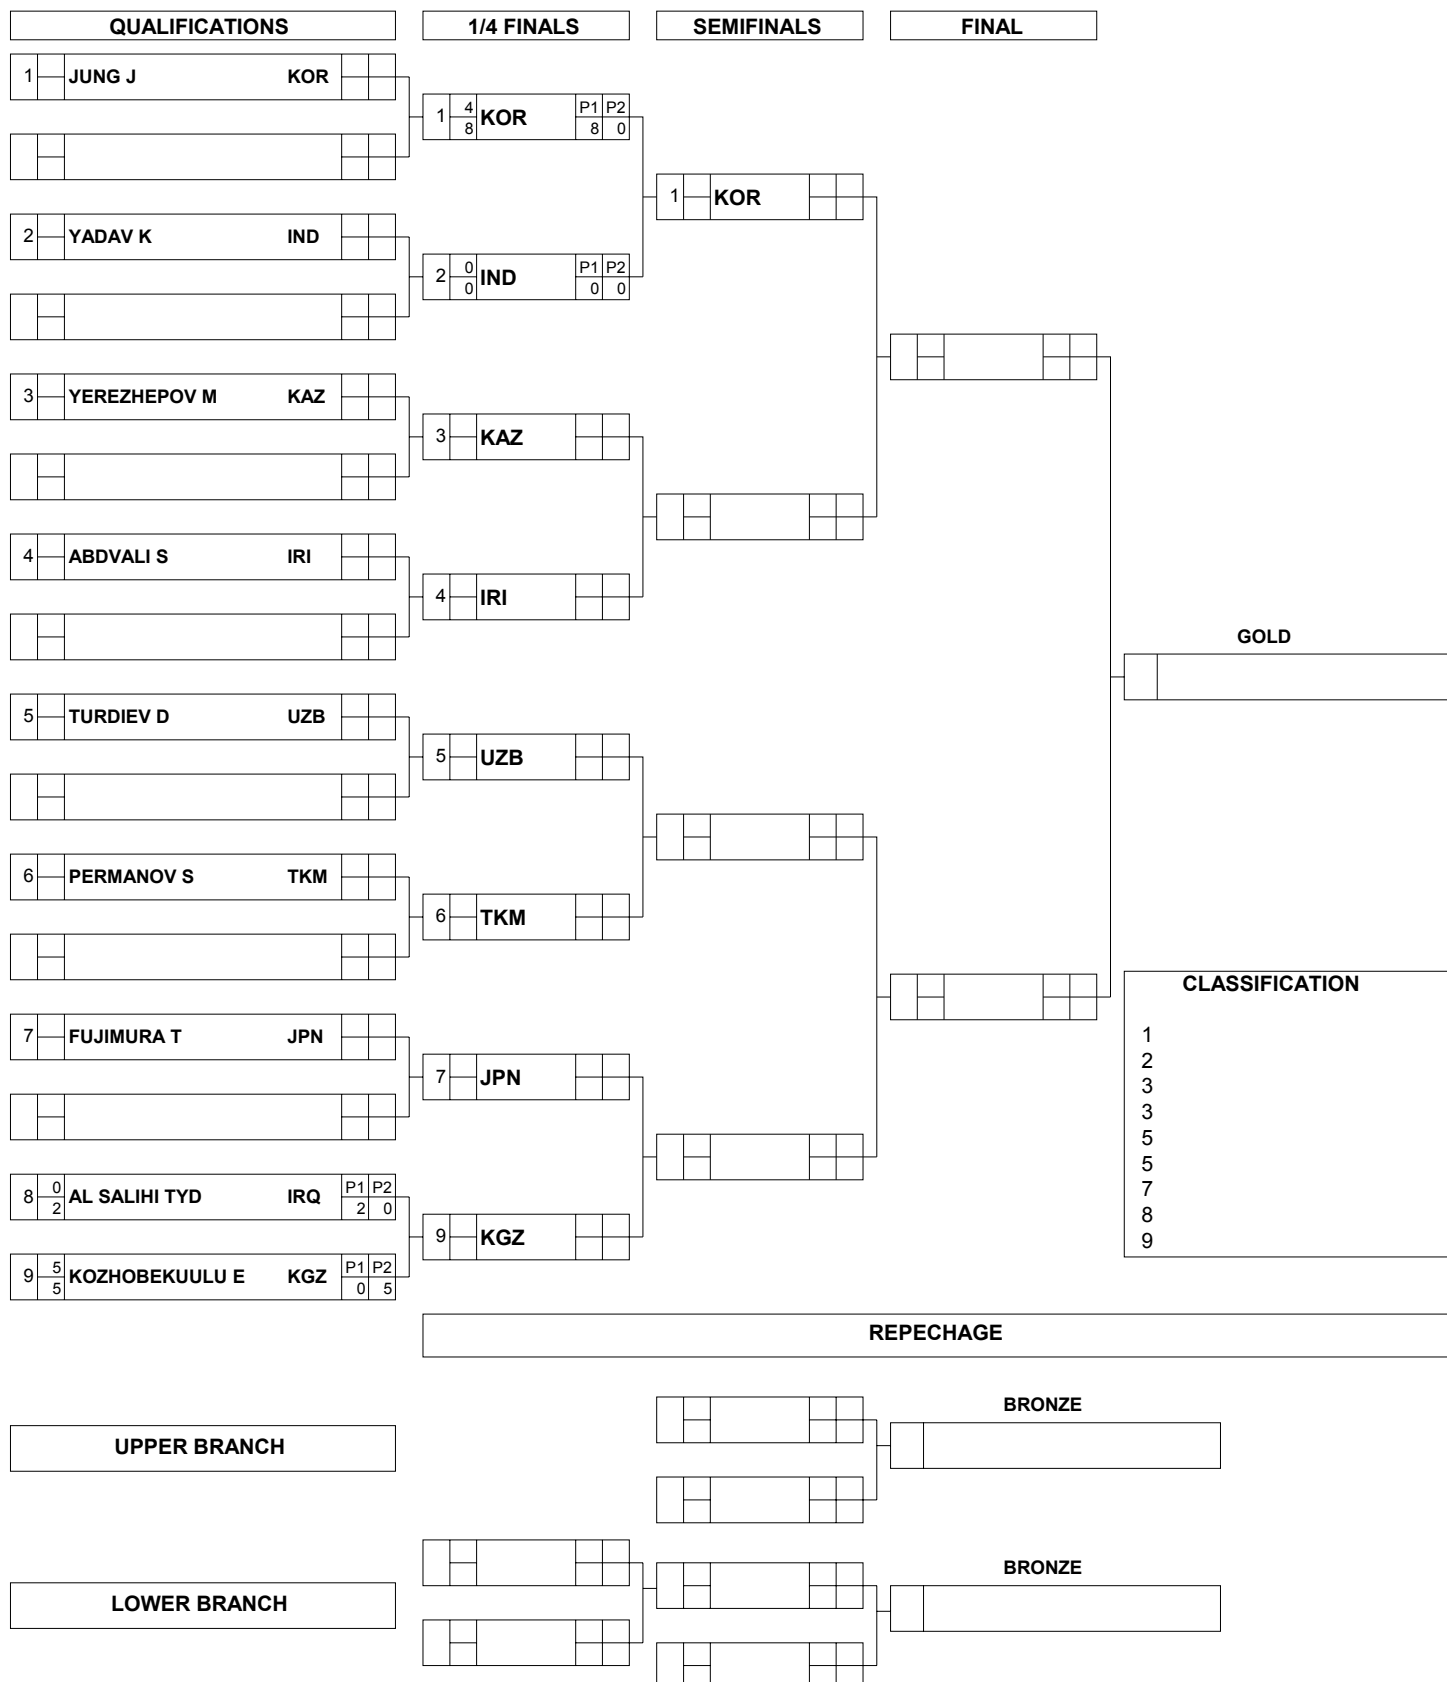 QUALIFICATIONS 1/4 FINALS SEMIFINALS FINAL
1 JUNG J KOR
1 4 8 KOR P1 P2 8 0
1 KOR
2 YADAV K IND
2 0 0 IND P1 P2 0 0
3 YEREZHEPOV M KAZ
3 KAZ
4 ABDVALI S IRI
4 IRI
GOLD
5 TURDIEV D UZB
5 UZB
6 PERMANOV S TKM
6 TKM
CLASSIFICATION
1
2
3
3
5
5
7
8
9
7 FUJIMURA T JPN
7 JPN
8 0 2 AL SALIHI TYD IRQ P1 P2 2 0
9 KGZ
9 5 5 KOZHOBEKUULU E KGZ P1 P2 0 5
REPECHAGE
BRONZE
UPPER BRANCH
BRONZE
LOWER BRANCH